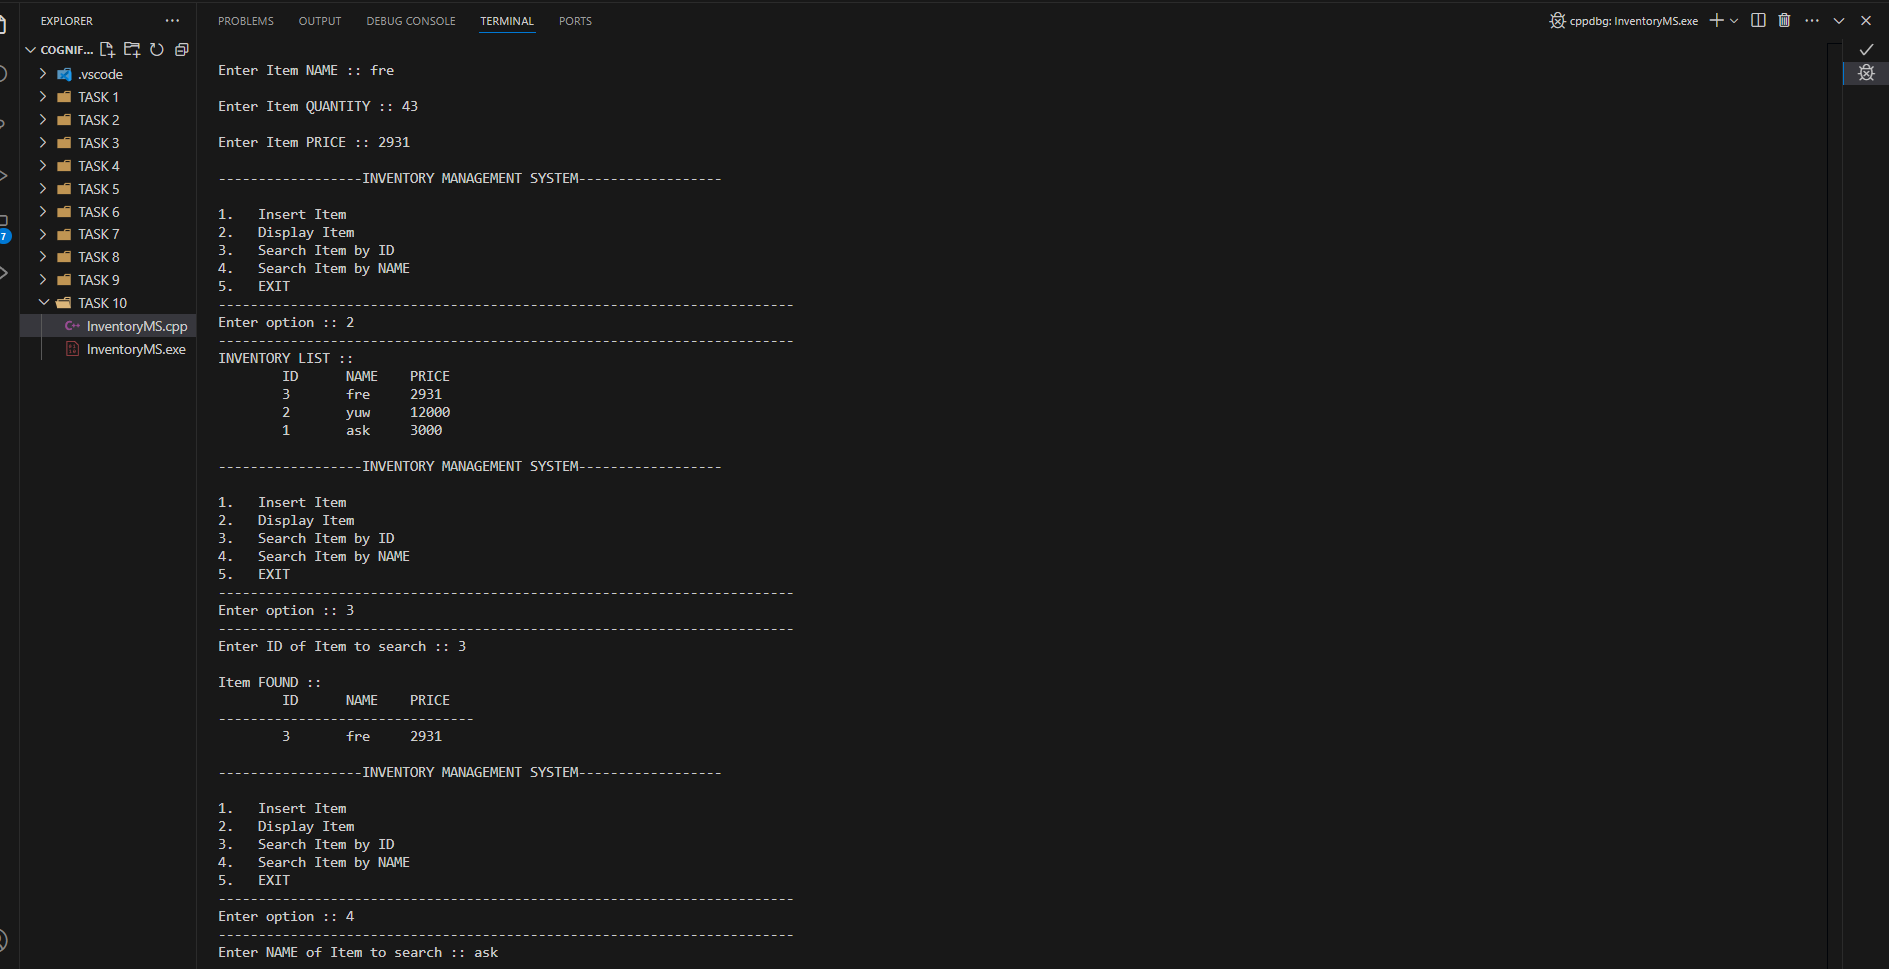 EXPLORER ...
PROBLEMS OUTPUT DEBUG CONSOLE TERMINAL PORTS
cppdbg: InventoryMS.exe
COGNIF...
.vscode
TASK 1
TASK 2
TASK 3
TASK 4
TASK 5
TASK 6
TASK 7
TASK 8
TASK 9
TASK 10
C++ InventoryMS.cpp
InventoryMS.exe
7
Enter Item NAME :: fre
Enter Item QUANTITY :: 43
Enter Item PRICE :: 2931
------------------INVENTORY MANAGEMENT SYSTEM------------------
1. Insert Item
2. Display Item
3. Search Item by ID
4. Search Item by NAME
5. EXIT
------------------------------------------------------------------------
Enter option :: 2
------------------------------------------------------------------------
INVENTORY LIST ::
ID NAME PRICE
3 fre 2931
2 yuw 12000
1 ask 3000
------------------INVENTORY MANAGEMENT SYSTEM------------------
1. Insert Item
2. Display Item
3. Search Item by ID
4. Search Item by NAME
5. EXIT
------------------------------------------------------------------------
Enter option :: 3
------------------------------------------------------------------------
Enter ID of Item to search :: 3
Item FOUND ::
ID NAME PRICE
--------------------------------
3 fre 2931
------------------INVENTORY MANAGEMENT SYSTEM------------------
1. Insert Item
2. Display Item
3. Search Item by ID
4. Search Item by NAME
5. EXIT
------------------------------------------------------------------------
Enter option :: 4
------------------------------------------------------------------------
Enter NAME of Item to search :: ask